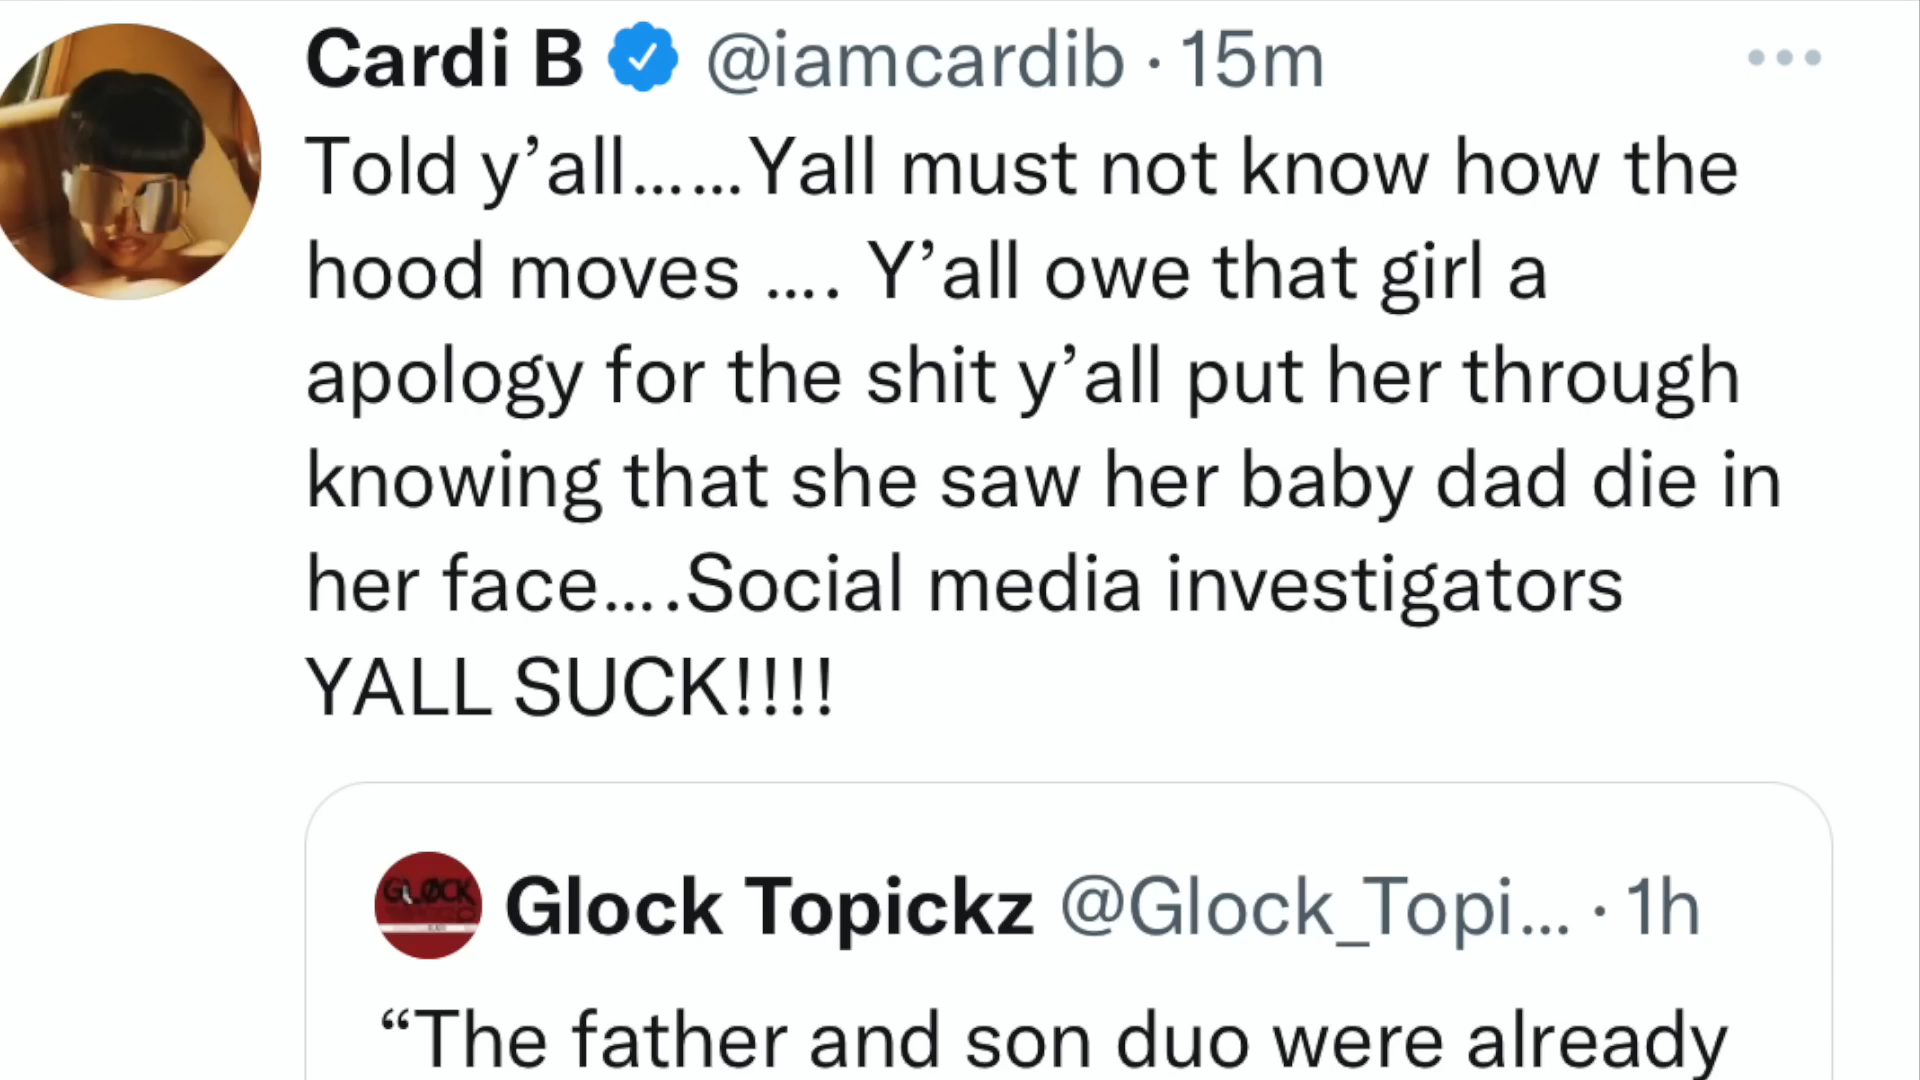 Cardi B @iamcardib · 15m
Told y’all......Yall must not know how the
hood moves .... Y’all owe that girl a
apology for the shit y’all put her through
knowing that she saw her baby dad die in
her face....Social media investigators
YALL SUCK!!!!
GLOCK
Glock Topickz @Glock_Topi... · 1h
“The father and son duo were already